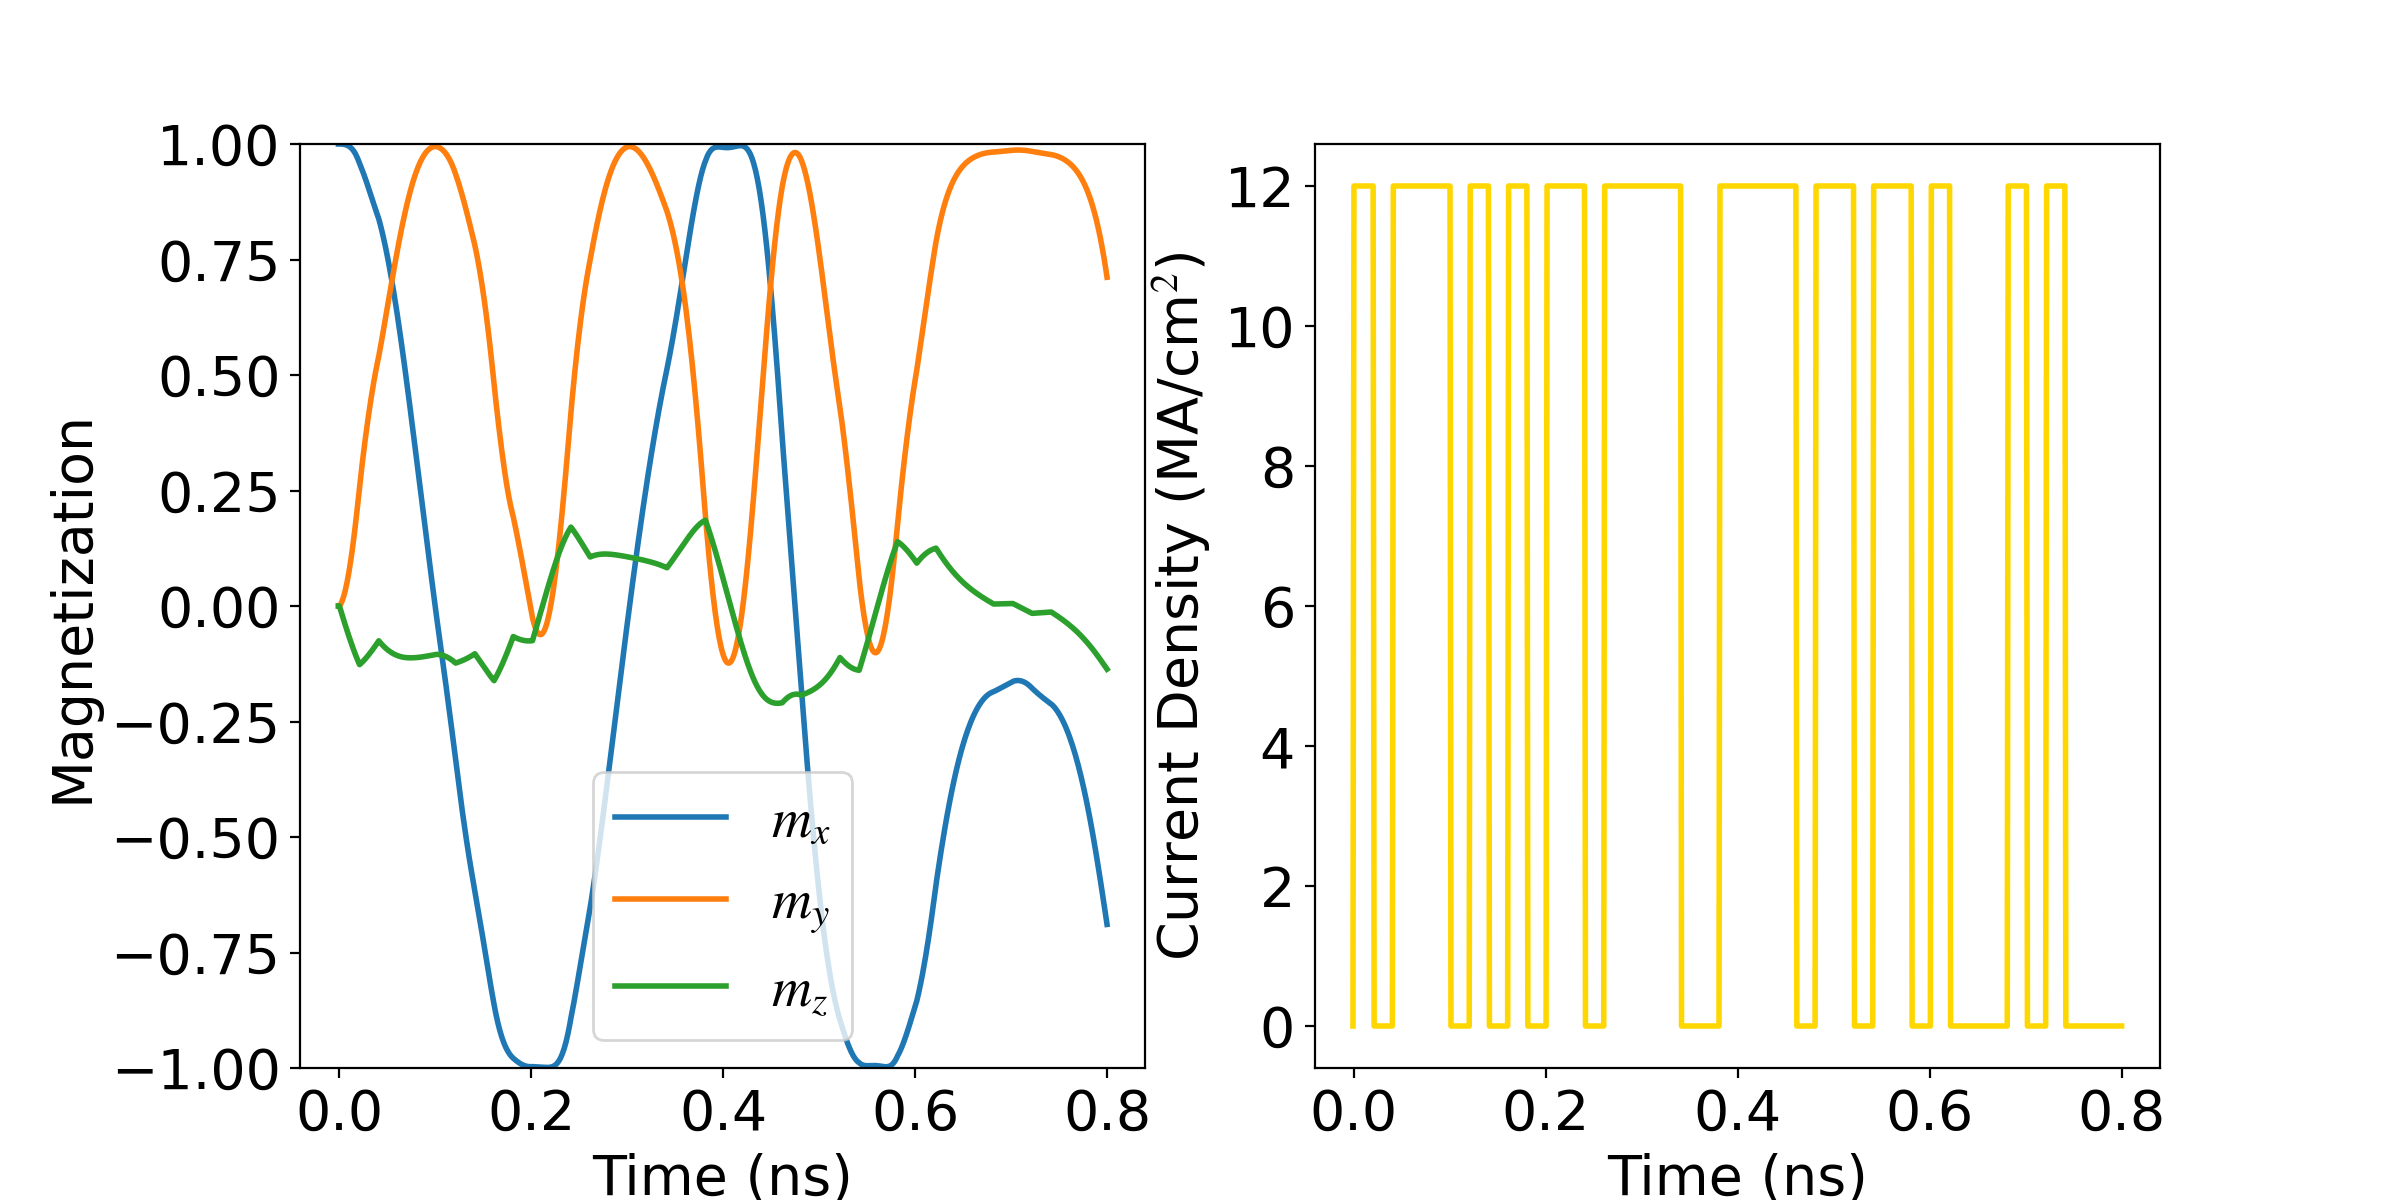 Magnetization
1.00
0.75
0.50
0.25
0.00
−0.25
−0.50
−0.75
−1.00
0.0 0.2 0.4 0.6 0.8
Time (ns)
m_x
m_y
m_z
Current Density (MA/cm²)
12
10
8
6
4
2
0
0.0 0.2 0.4 0.6 0.8
Time (ns)